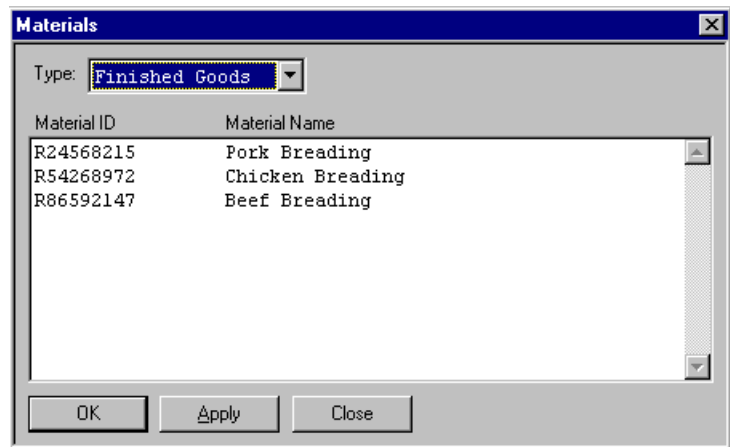 Materials
Type: Finished Goods
Material ID Material Name
R24568215 Pork Breading
R54268972 Chicken Breading
R86592147 Beef Breading
OK Apply Close